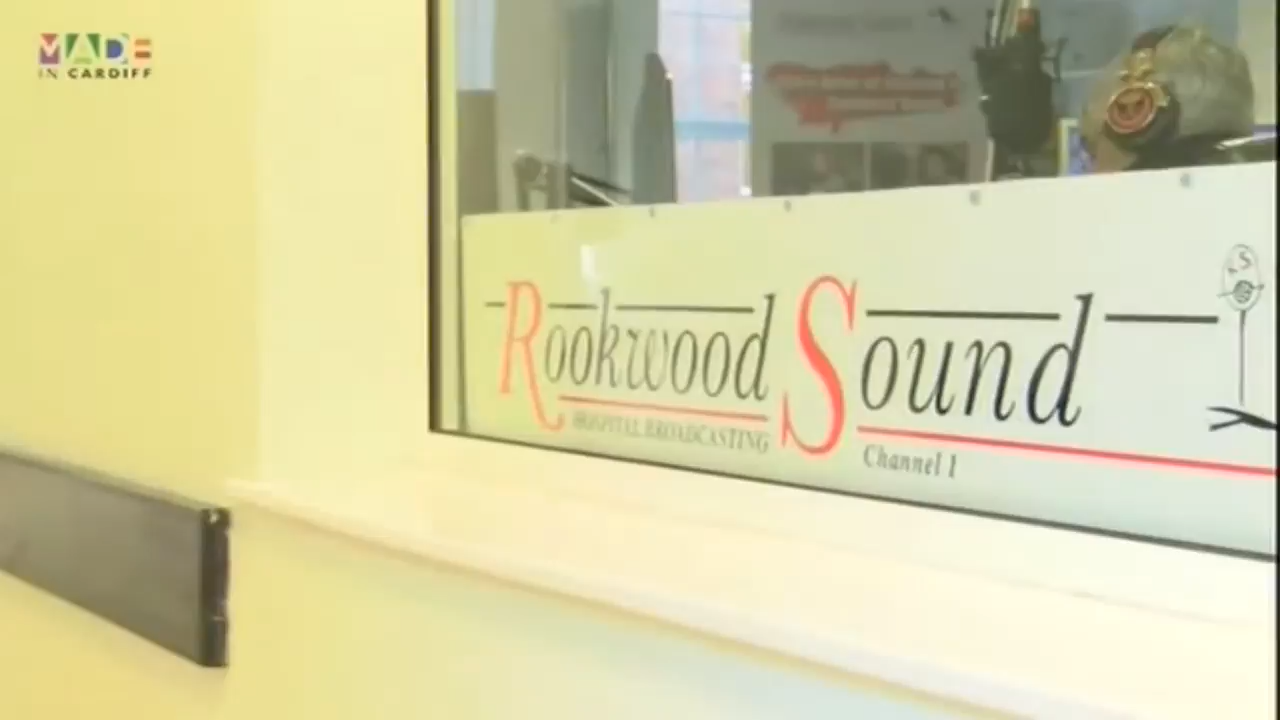 MADE
IN CARDIFF
Rookwood Sound
HOSPITAL BROADCASTING
Channel 1